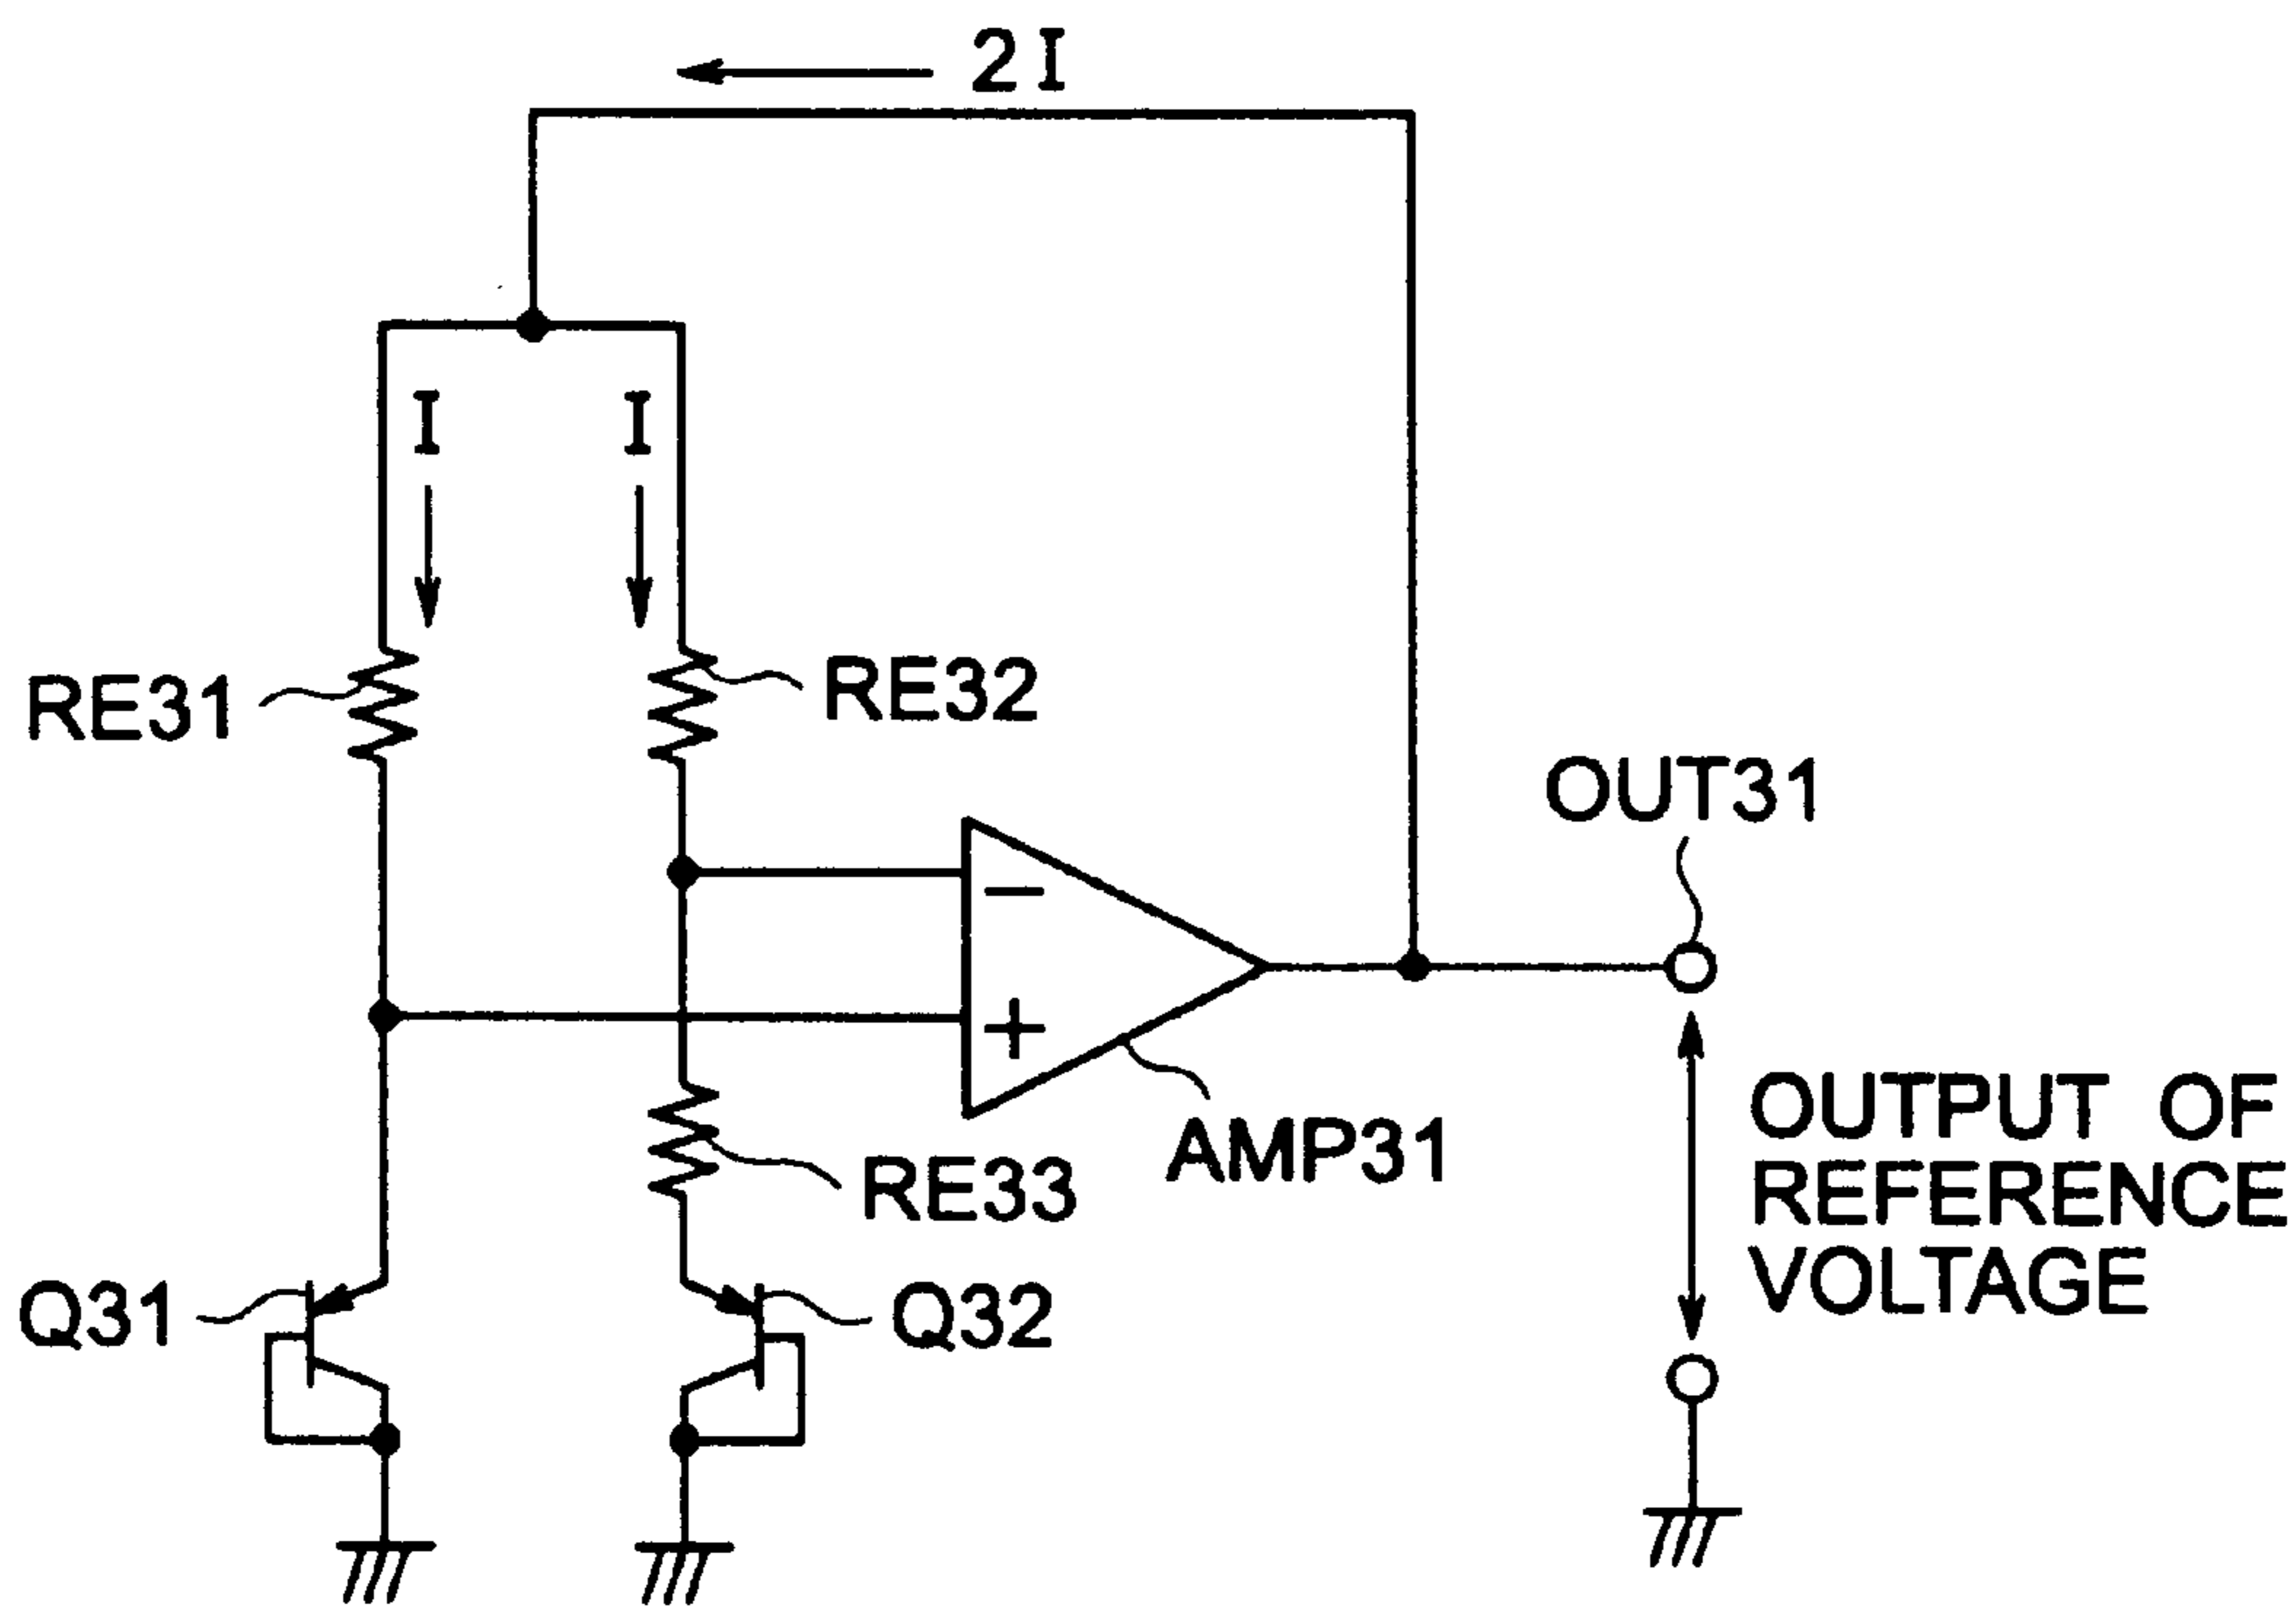 2I
I
I
RE31
RE32
OUT31
−
+
AMP31
RE33
OUTPUT OF
REFERENCE
VOLTAGE
Q31
Q32